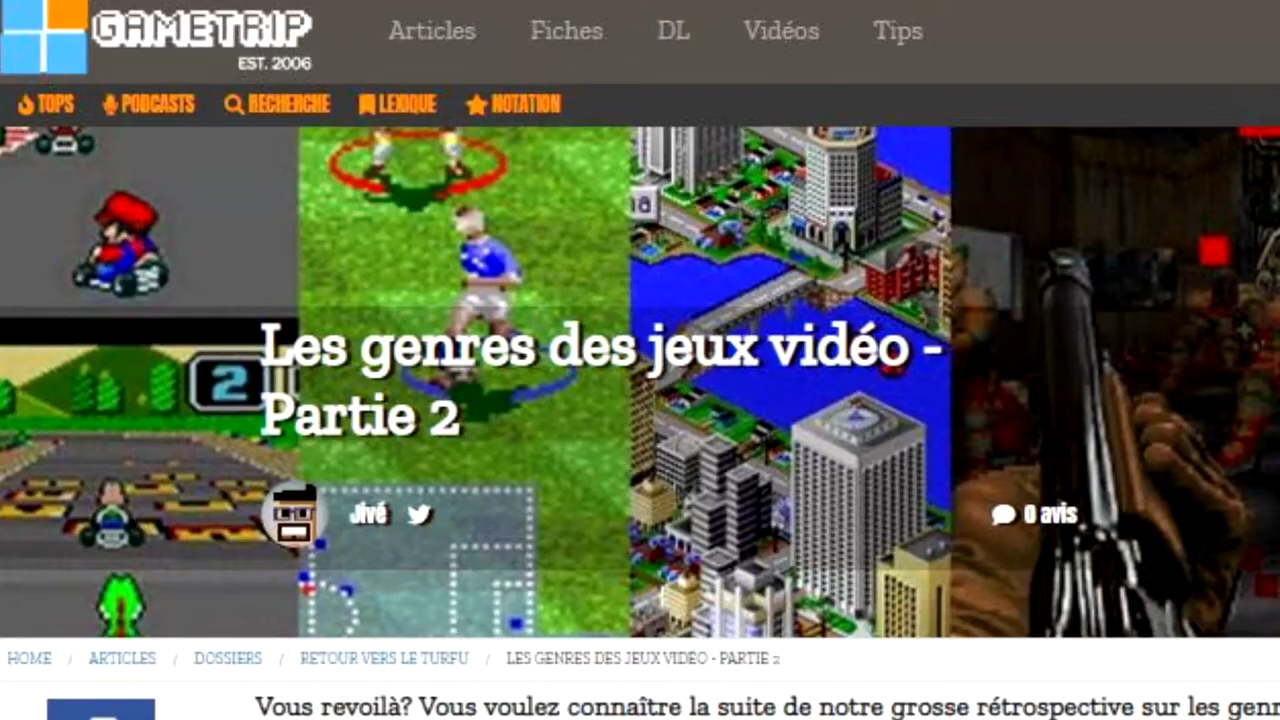 GAMETRIP
EST. 2006
Articles Fiches DL Vidéos Tips
TOPS PODCASTS RECHERCHE LEXIQUE NOTATION
Les genres des jeux vidéo -
Partie 2
2
Jivé
0 avis
HOME / ARTICLES / DOSSIERS / RETOUR VERS LE TURFU / LES GENRES DES JEUX VIDÉO - PARTIE 2
Vous revoilà? Vous voulez connaître la suite de notre grosse rétrospective sur les genr